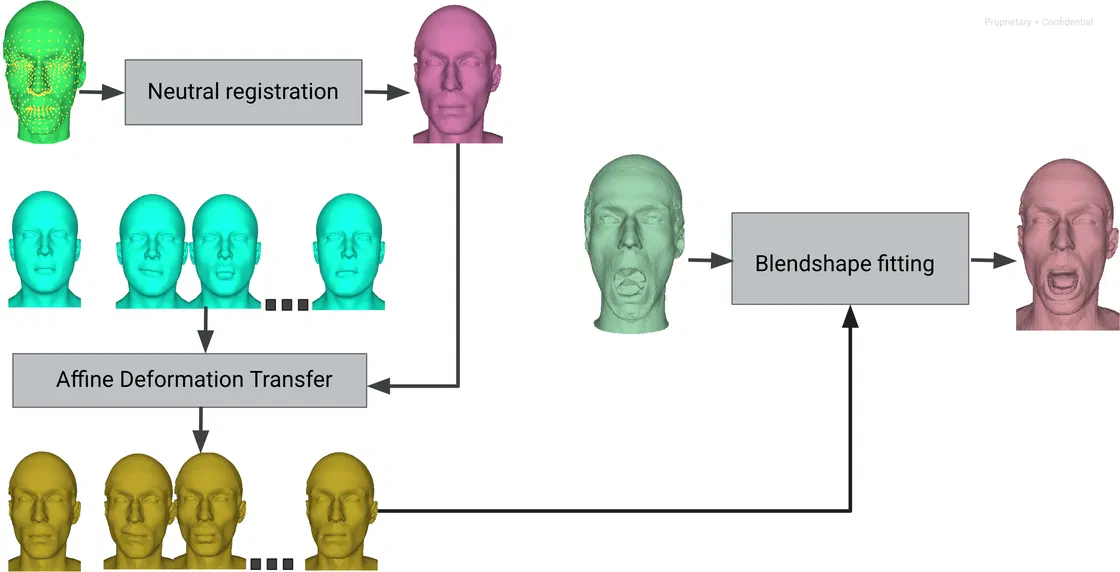 Proprietary + Confidential
Neutral registration
Blendshape fitting
Affine Deformation Transfer